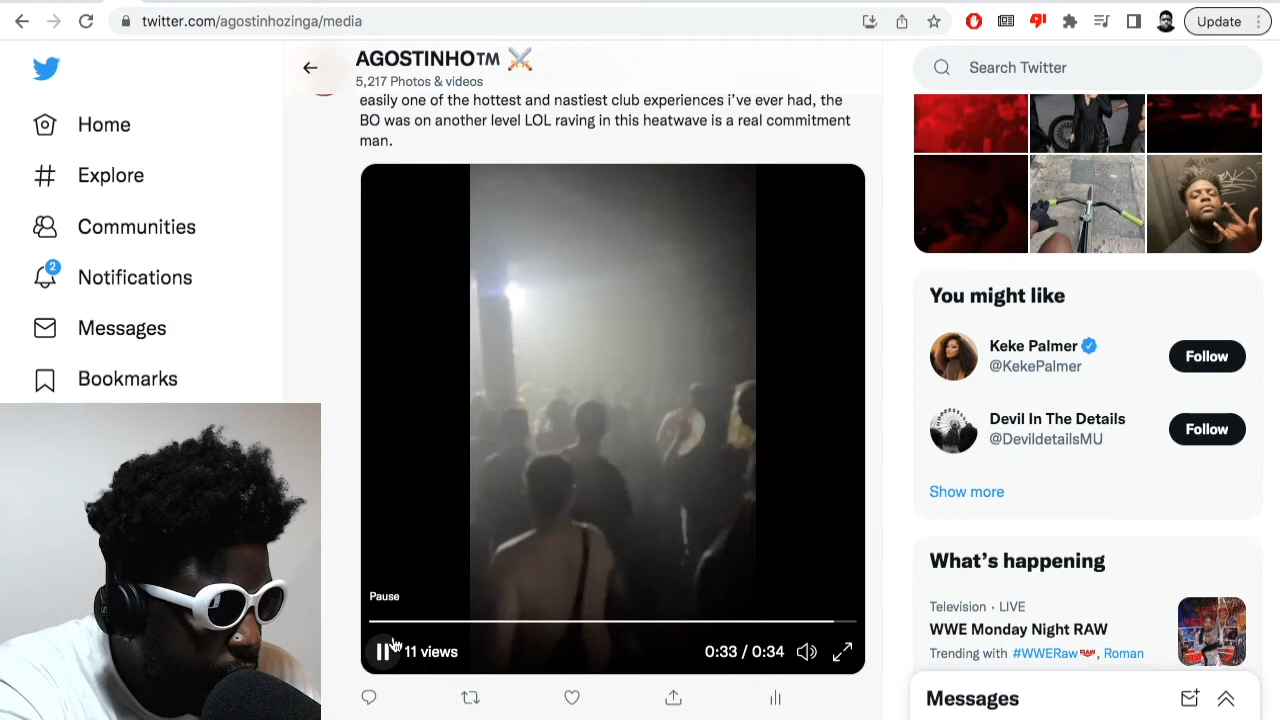 twitter.com/agostinhozinga/media
Update
AGOSTINHO™
5,217 Photos & videos
Search Twitter
Home
Explore
Communities
2
Notifications
Messages
Bookmarks
easily one of the hottest and nastiest club experiences i've ever had, the
BO was on another level LOL raving in this heatwave is a real commitment
man.
Pause
11 views
0:33 / 0:34
You might like
Keke Palmer
@KekePalmer
Follow
Devil In The Details
@DevildetailsMU
Follow
Show more
What's happening
Television · LIVE
WWE Monday Night RAW
Trending with #WWERaw, Roman
Messages